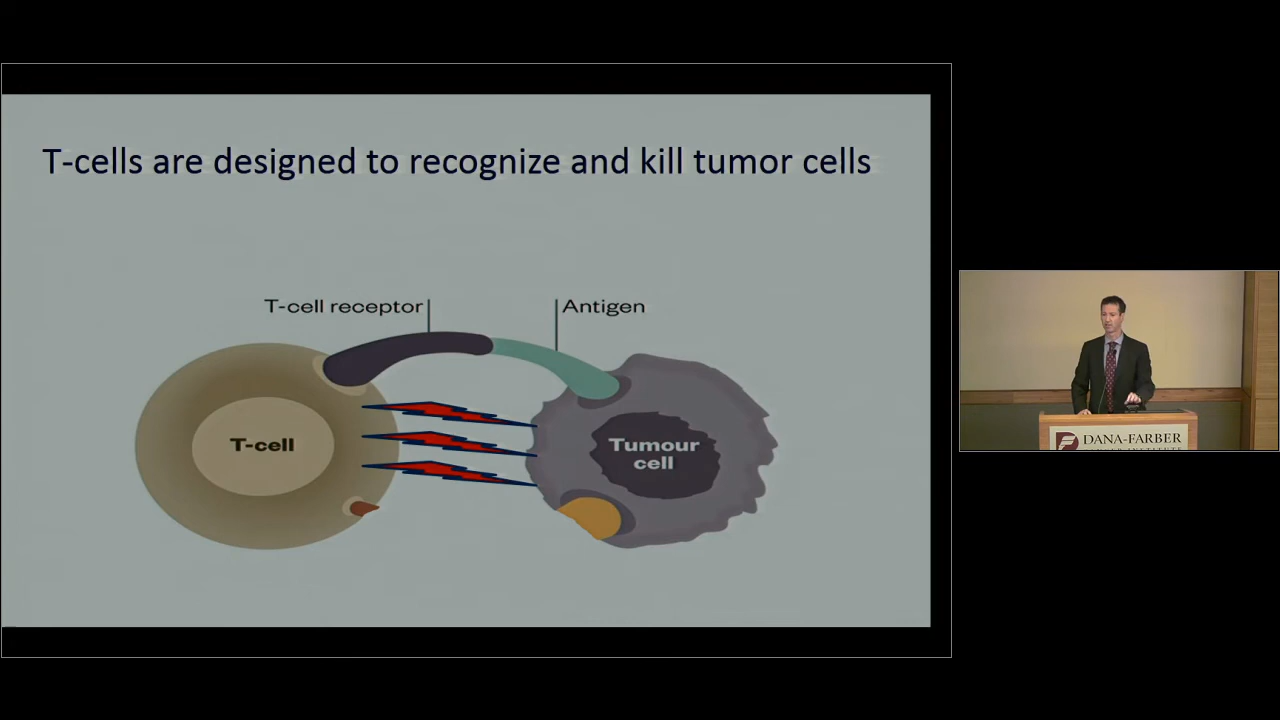 T-cells are designed to recognize and kill tumor cells
T-cell receptor
Antigen
T-cell
Tumour
cell
DANA-FARBER